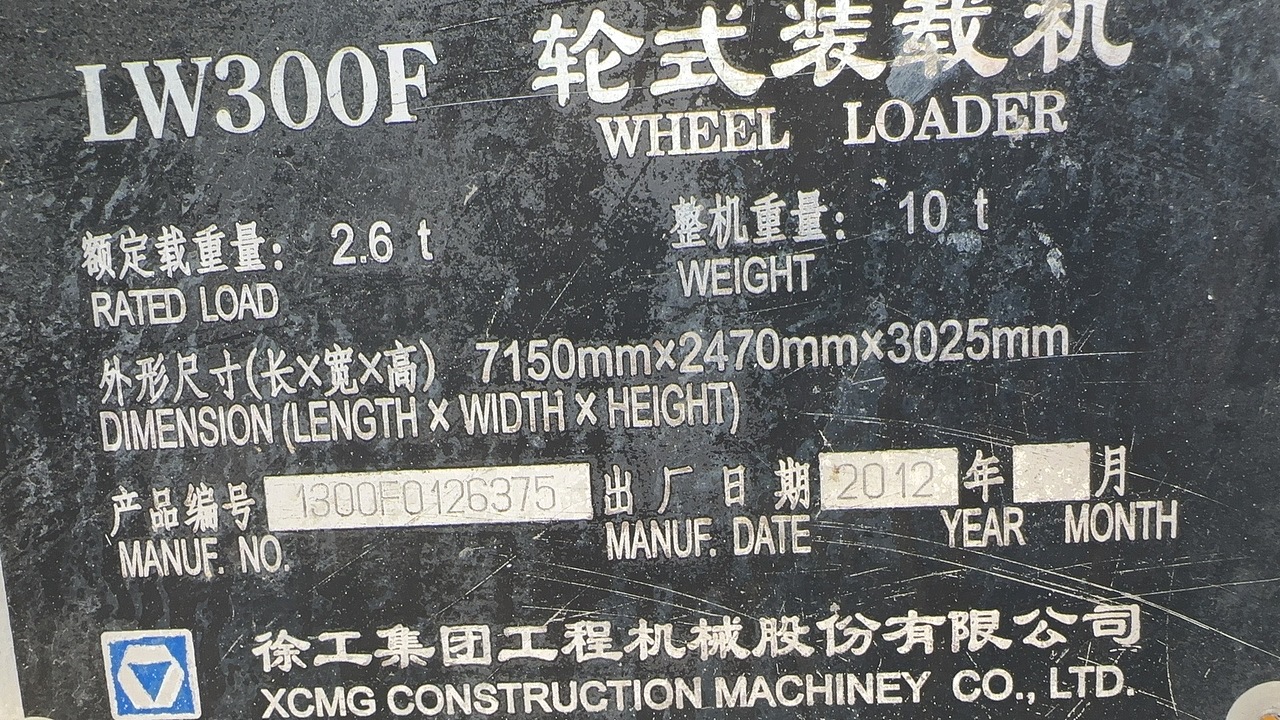 LW300F 轮式装载机
WHEEL LOADER
额定载重量: 2.6 t 整机重量: 10 t
RATED LOAD WEIGHT
外形尺寸(长×宽×高) 7150mm×2470mm×3025mm
DIMENSION (LENGTH × WIDTH × HEIGHT)
产品编号 1300F0126375 出厂日期 2012 年 月
MANUF. NO. MANUF. DATE YEAR MONTH
徐工集团工程机械股份有限公司
XCMG CONSTRUCTION MACHINEY CO., LTD.